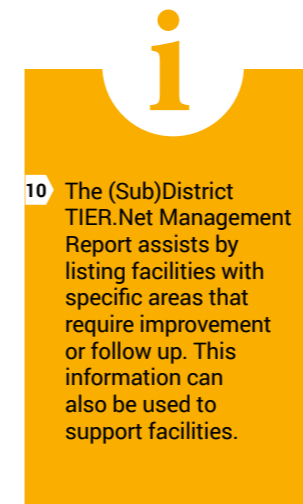 i
10 The (Sub)District
TIER.Net Management
Report assists by
listing facilities with
specific areas that
require improvement
or follow up. This
information can
also be used to
support facilities.